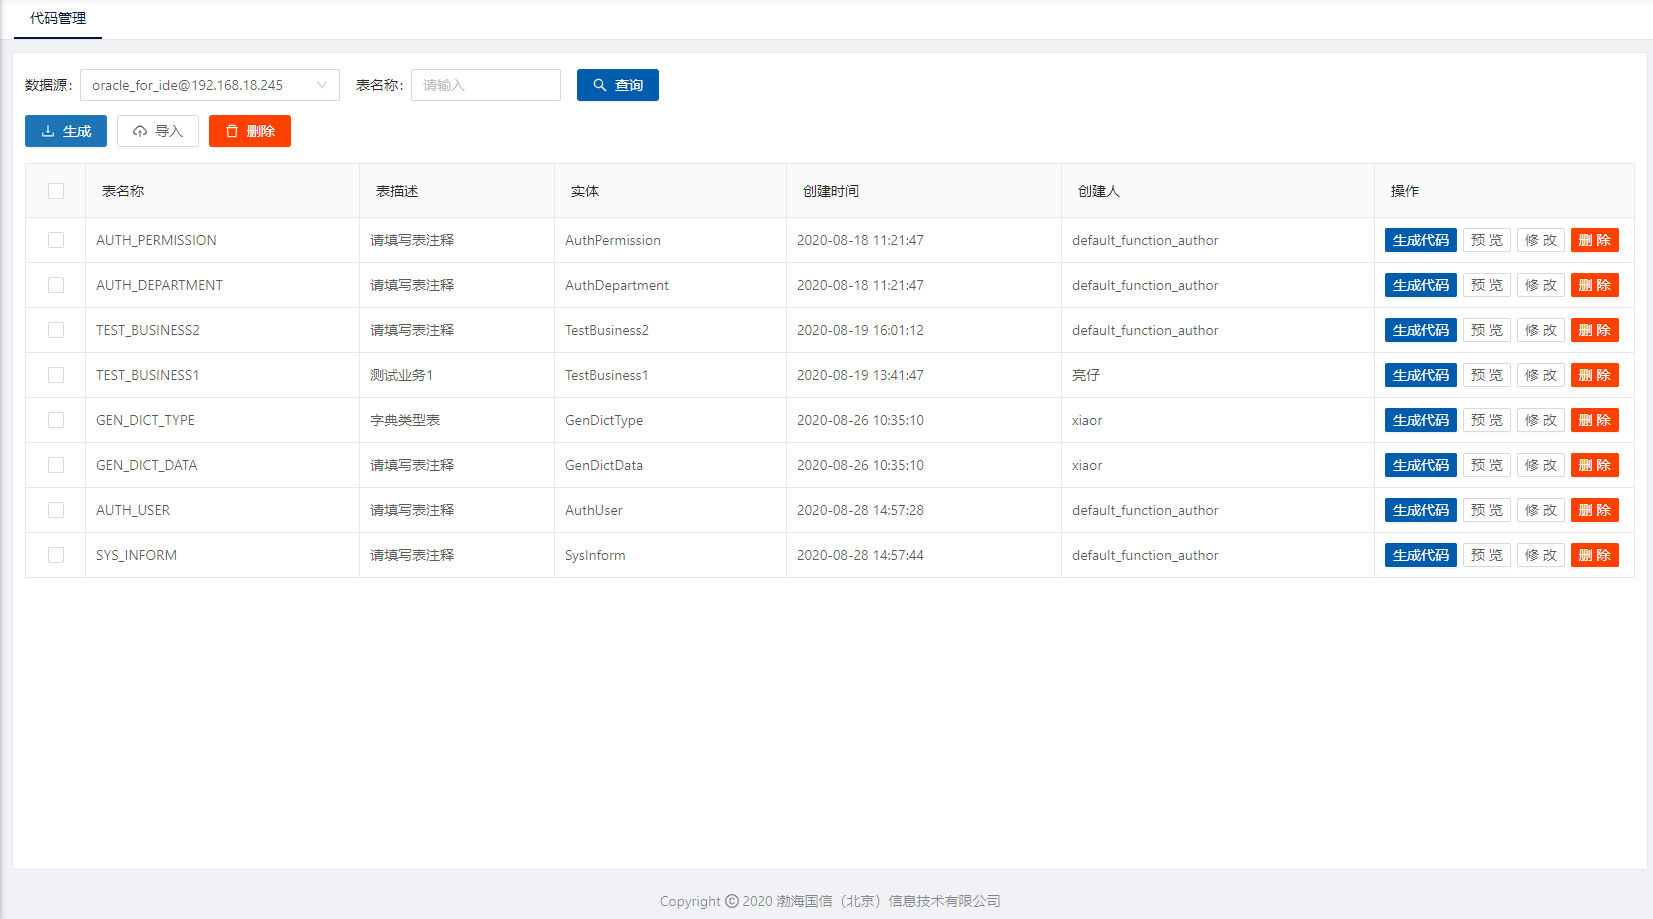 代码管理
数据源： oracle_for_ide@192.168.18.245 表名称： 请输入 查询
生成 导入 删除
表名称 表描述 实体 创建时间 创建人 操作
AUTH_PERMISSION 请填写表注释 AuthPermission 2020-08-18 11:21:47 default_function_author 生成代码 预 览 修 改 删 除
AUTH_DEPARTMENT 请填写表注释 AuthDepartment 2020-08-18 11:21:47 default_function_author 生成代码 预 览 修 改 删 除
TEST_BUSINESS2 请填写表注释 TestBusiness2 2020-08-19 16:01:12 default_function_author 生成代码 预 览 修 改 删 除
TEST_BUSINESS1 测试业务1 TestBusiness1 2020-08-19 13:41:47 亮仔 生成代码 预 览 修 改 删 除
GEN_DICT_TYPE 字典类型表 GenDictType 2020-08-26 10:35:10 xiaor 生成代码 预 览 修 改 删 除
GEN_DICT_DATA 请填写表注释 GenDictData 2020-08-26 10:35:10 xiaor 生成代码 预 览 修 改 删 除
AUTH_USER 请填写表注释 AuthUser 2020-08-28 14:57:28 default_function_author 生成代码 预 览 修 改 删 除
SYS_INFORM 请填写表注释 SysInform 2020-08-28 14:57:44 default_function_author 生成代码 预 览 修 改 删 除
Copyright © 2020 渤海国信（北京）信息技术有限公司